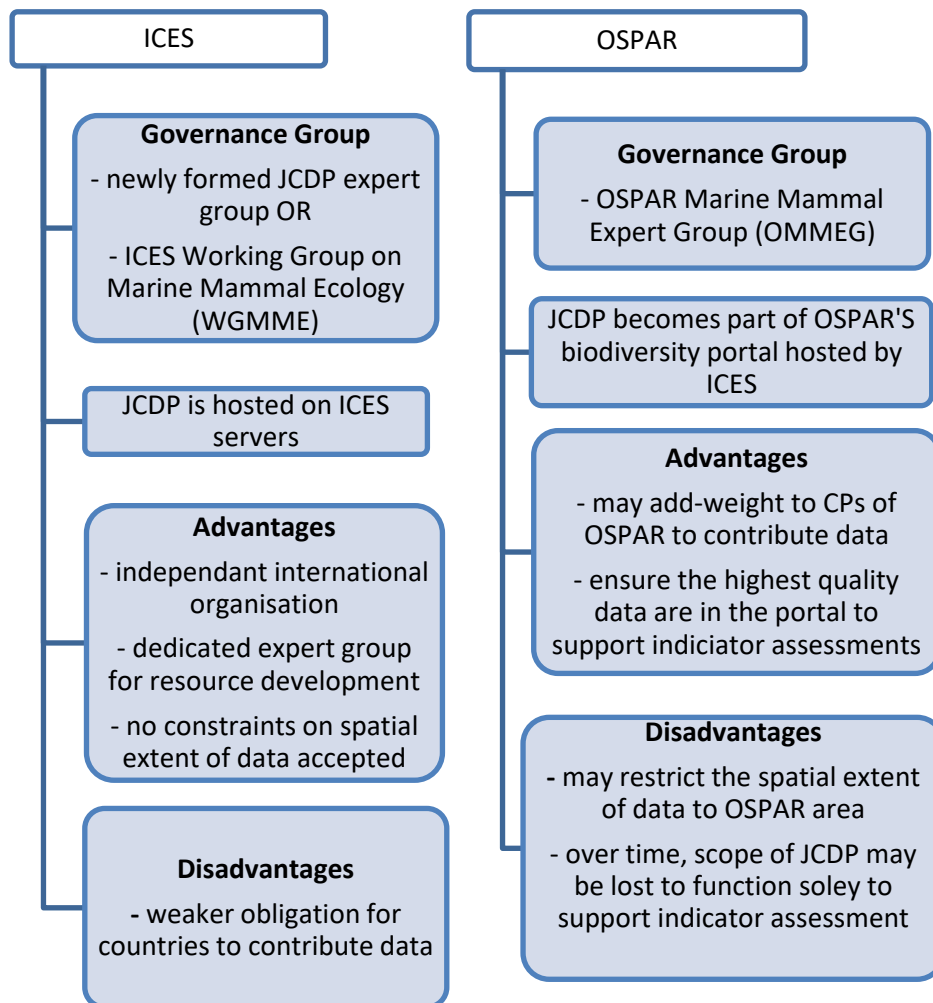 ICES
Governance Group
- newly formed JCDP expert
group OR
- ICES Working Group on
Marine Mammal Ecology
(WGMME)
JCDP is hosted on ICES
servers
Advantages
- independant international
organisation
- dedicated expert group
for resource development
- no constraints on spatial
extent of data accepted
Disadvantages
- weaker obligation for
countries to contribute data
OSPAR
Governance Group
- OSPAR Marine Mammal
Expert Group (OMMEG)
JCDP becomes part of OSPAR'S
biodiversity portal hosted by
ICES
Advantages
- may add-weight to CPs of
OSPAR to contribute data
- ensure the highest quality
data are in the portal to
support indiciator assessments
Disadvantages
- may restrict the spatial extent
of data to OSPAR area
- over time, scope of JCDP may
be lost to function soley to
support indicator assessment